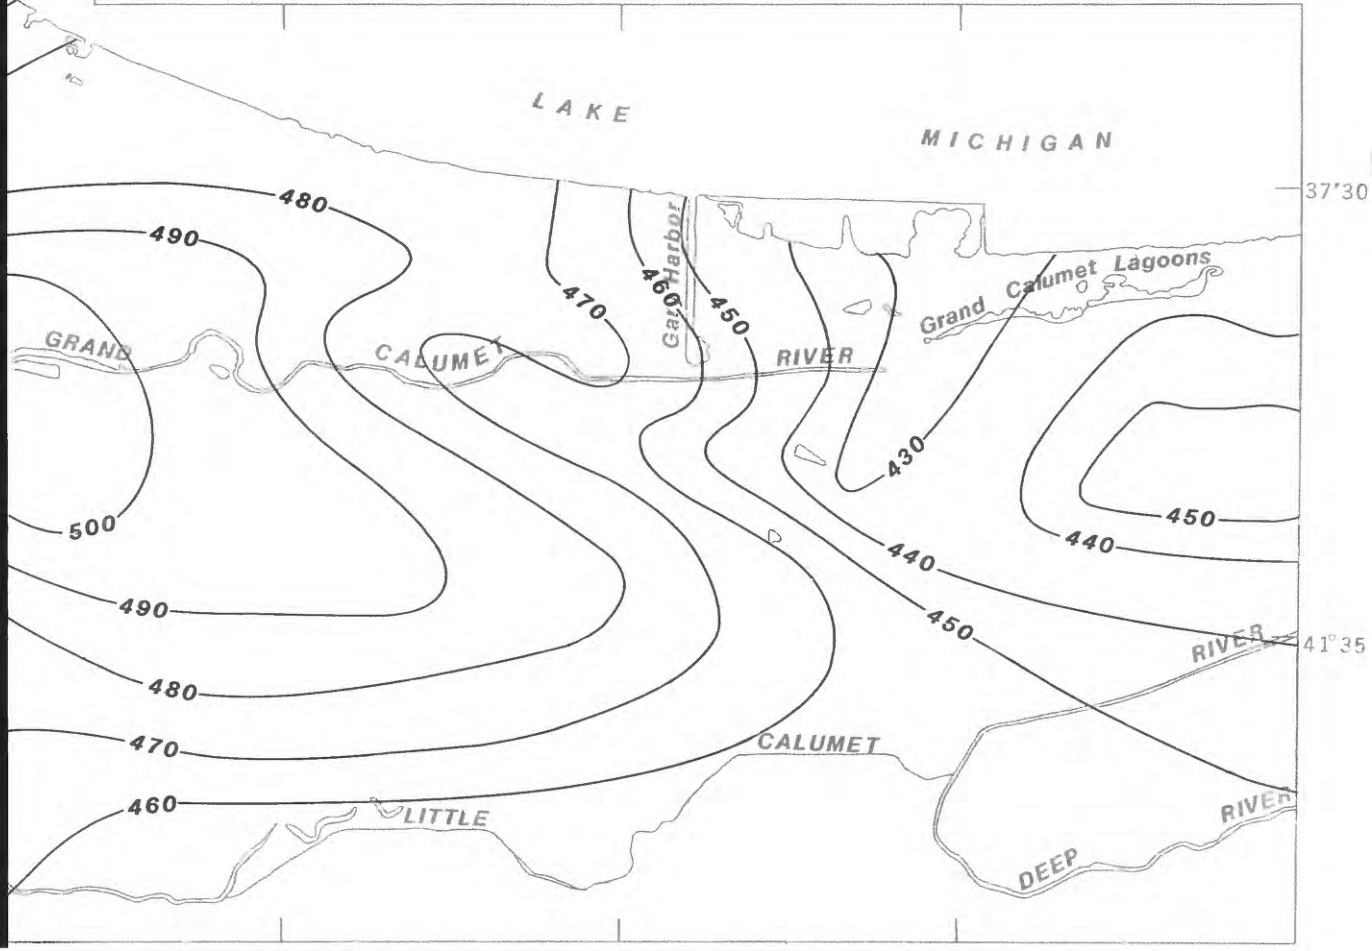 LAKE
MICHIGAN
37'30
480
490
Gary Harbor
Grand Calumet Lagoons
460
450
470
GRAND
CALUMET
RIVER
430
500
450
440
440
490
450
RIVER
41°35
480
470
CALUMET
460
LITTLE
RIVER
DEEP